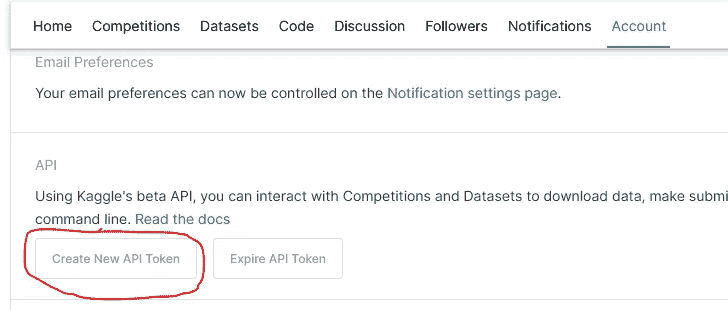 Home Competitions Datasets Code Discussion Followers Notifications Account
Email Preferences
Your email preferences can now be controlled on the Notification settings page.
API
Using Kaggle's beta API, you can interact with Competitions and Datasets to download data, make
command line. Read the docs
Create New API Token Expire API Token